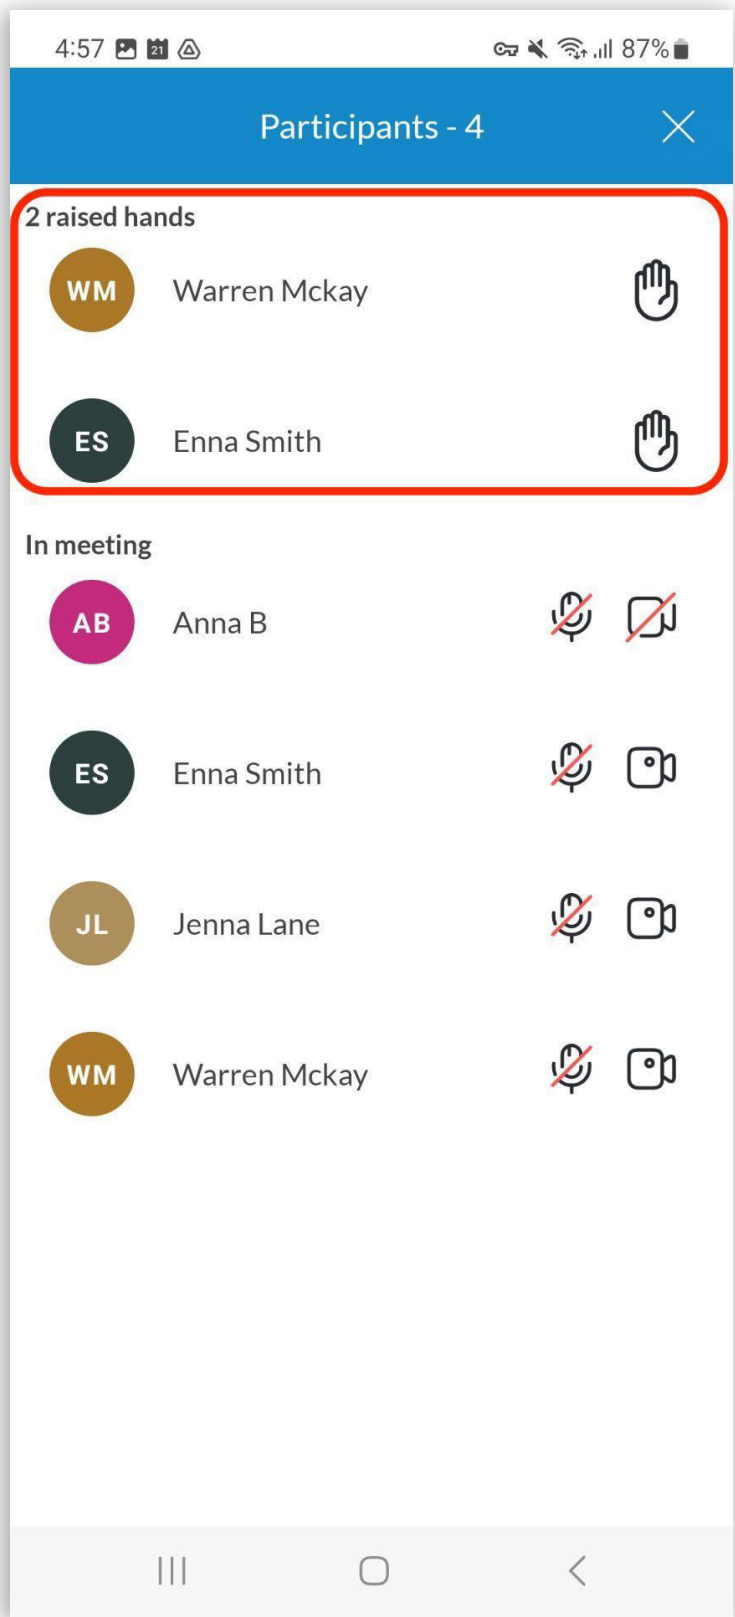 4:57 21 87%
Participants - 4
2 raised hands
WM Warren Mckay
ES Enna Smith
In meeting
AB Anna B
ES Enna Smith
JL Jenna Lane
WM Warren Mckay